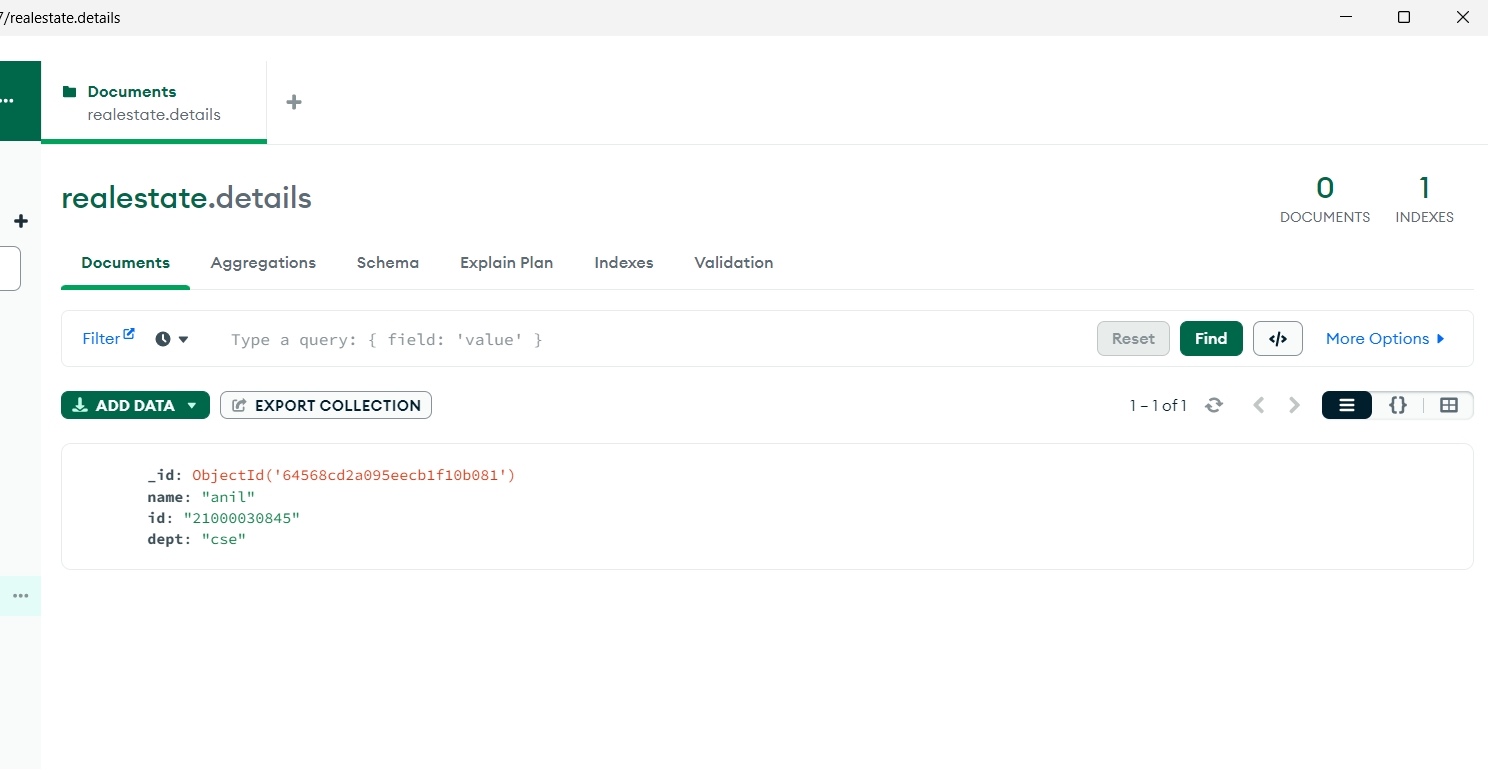 7/realestate.details
Documents
realestate.details
realestate.details
0
DOCUMENTS
1
INDEXES
Documents Aggregations Schema Explain Plan Indexes Validation
Filter Type a query: { field: 'value' } Reset Find </> More Options
ADD DATA EXPORT COLLECTION 1 – 1 of 1 {}
_id: ObjectId('64568cd2a095eecb1f10b081')
name: "anil"
id: "21000030845"
dept: "cse"